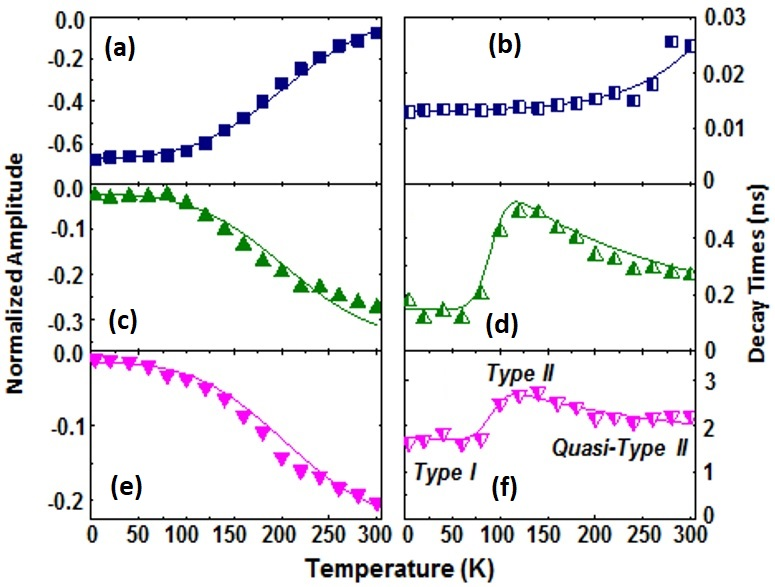 (a)
0.0
-0.2
-0.4
-0.6
(b)
0.03
0.02
0.01
0
(c)
0.0
-0.1
-0.2
-0.3
(d)
0.4
0.2
0
(e)
0.0
-0.1
-0.2
(f)
Type I
Type II
Quasi-Type II
3
2
1
0
Normalized Amplitude
Decay Times (ns)
0 50 100 150 200 250 300 0 50 100 150 200 250 300
Temperature (K)